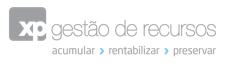 xp gestão de recursos
acumular > rentabilizar > preservar